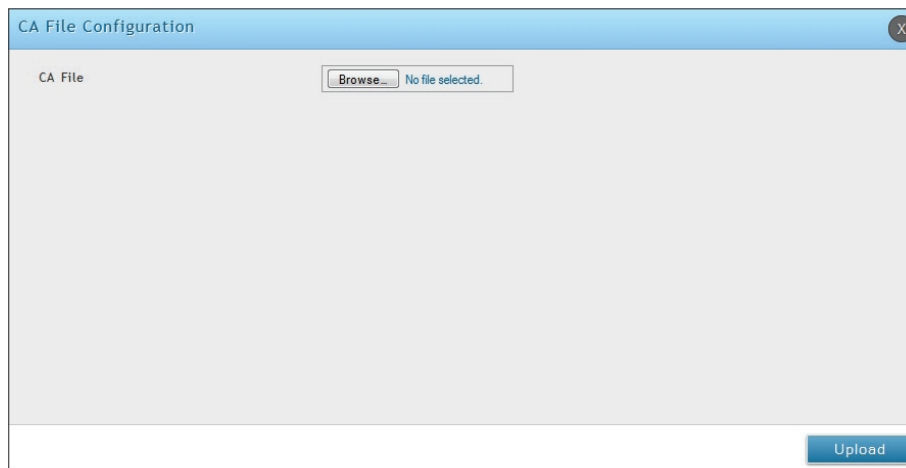 CA File Configuration
X
CA File
Browse... No file selected.
Upload